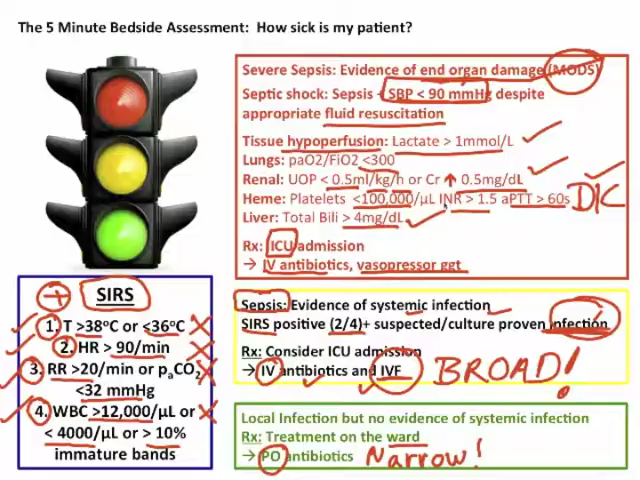 The 5 Minute Bedside Assessment: How sick is my patient?
Severe Sepsis: Evidence of end organ damage (MODS)
Septic shock: Sepsis + SBP < 90 mmHg despite
appropriate fluid resuscitation
Tissue hypoperfusion: Lactate > 1mmol/L
Lungs: paO2/FiO2 <300
Renal: UOP < 0.5ml/kg/h or Cr ↑ 0.5mg/dL
Heme: Platelets <100,000/µL INR > 1.5 aPTT > 60s DIC
Liver: Total Bili > 4mg/dL
Rx: ICU admission
→ IV antibiotics, vasopressor ggt
+ SIRS
1. T >38°C or <36°C
2. HR > 90/min
3. RR >20/min or paCO2
<32 mmHg
4. WBC >12,000/µL or
< 4000/µL or > 10%
immature bands
Sepsis: Evidence of systemic infection
SIRS positive (2/4)+ suspected/culture proven infection
Rx: Consider ICU admission
→ IV antibiotics and IVF BROAD!
Local Infection but no evidence of systemic infection
Rx: Treatment on the ward
→ PO antibiotics Narrow!